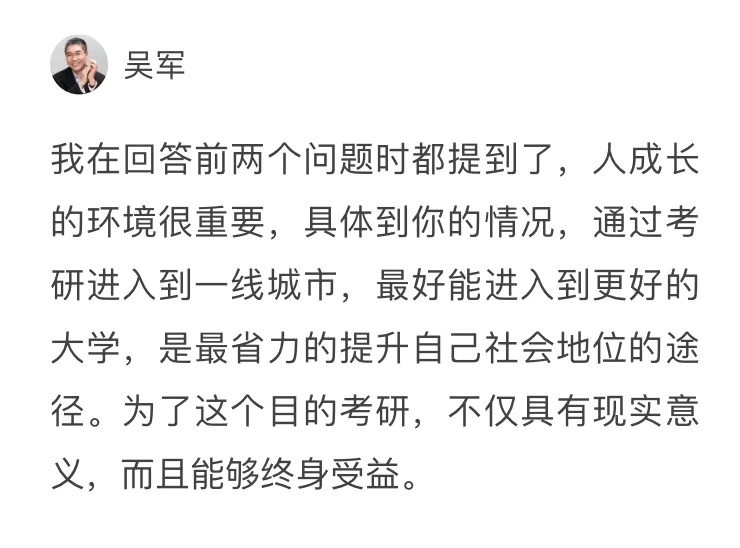 吴军
我在回答前两个问题时都提到了，人成长
的环境很重要，具体到你的情况，通过考
研进入到一线城市，最好能进入到更好的
大学，是最省力的提升自己社会地位的途
径。为了这个目的考研，不仅具有现实意
义，而且能够终身受益。